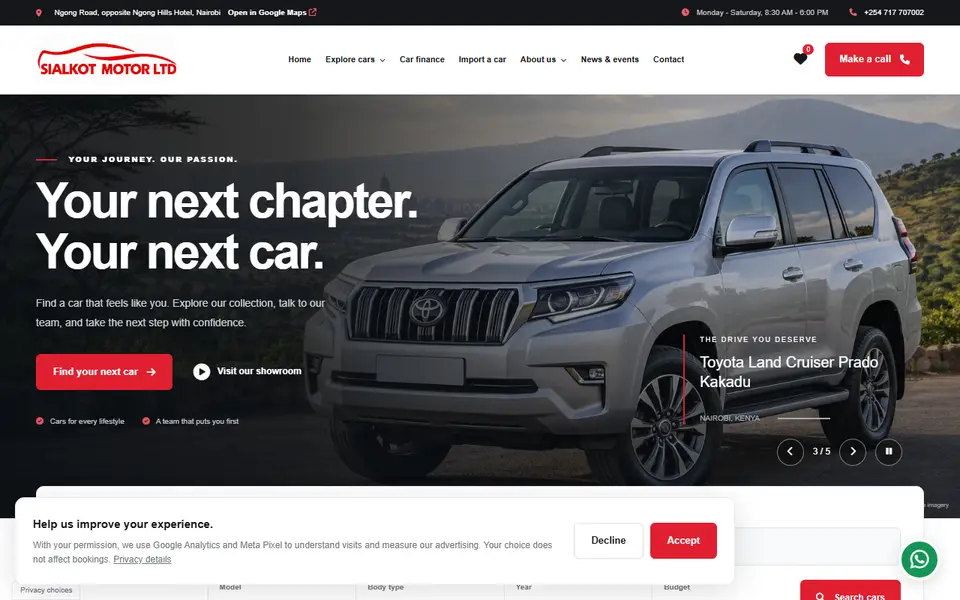 Ngong Road, opposite Ngong Hills Hotel, Nairobi Open in Google Maps
Monday - Saturday, 8:30 AM - 6:00 PM
+254 717 707002
SIALKOT MOTOR LTD
Home
Explore cars
Car finance
Import a car
About us
News & events
Contact
0
Make a call
YOUR JOURNEY. OUR PASSION.
Your next chapter.
Your next car.
Find a car that feels like you. Explore our collection, talk to our
team, and take the next step with confidence.
Find your next car
Visit our showroom
Cars for every lifestyle
A team that puts you first
THE DRIVE YOU DESERVE
Toyota Land Cruiser Prado
Kakadu
NAIROBI, KENYA
3 / 5
imagery
Help us improve your experience.
With your permission, we use Google Analytics and Meta Pixel to understand visits and measure our advertising. Your choice does
not affect bookings. Privacy details
Decline
Accept
Privacy choices
Model
Body type
Year
Budget
Search cars